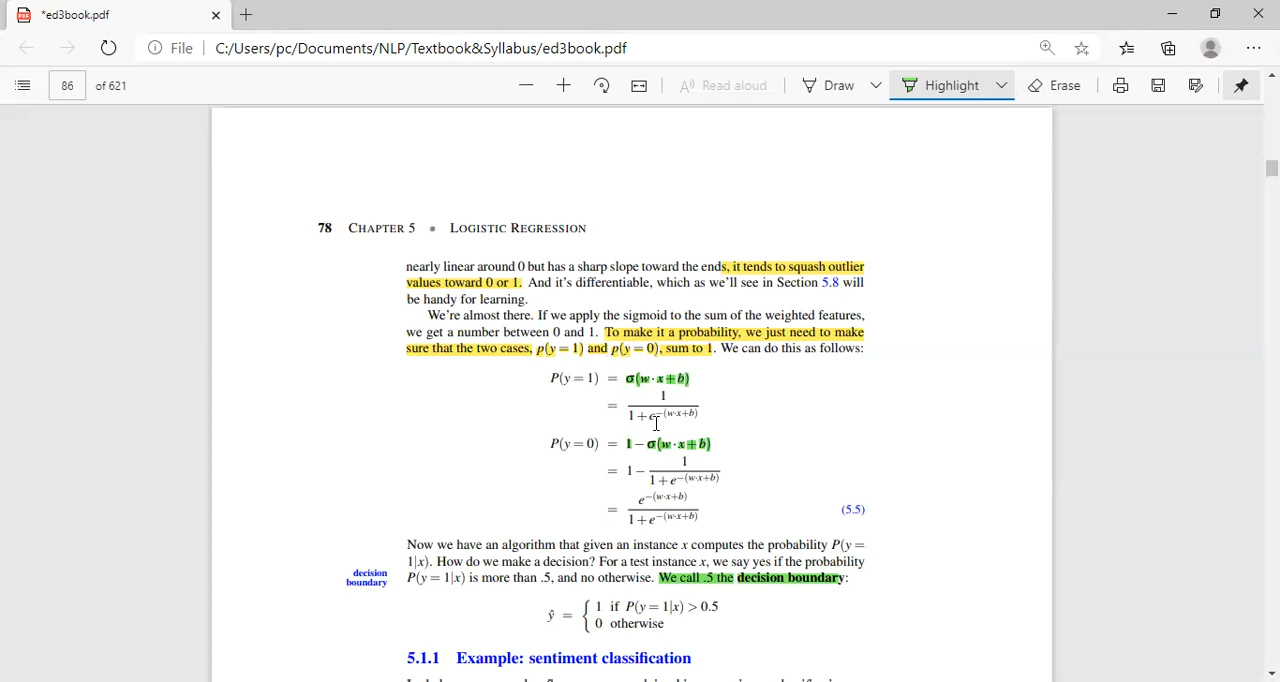 *ed3book.pdf
File C:/Users/pc/Documents/NLP/Textbook&Syllabus/ed3book.pdf
86 of 621 Read aloud Draw Highlight Erase
78 CHAPTER 5 • LOGISTIC REGRESSION
nearly linear around 0 but has a sharp slope toward the ends, it tends to squash outlier
values toward 0 or 1. And it's differentiable, which as we'll see in Section 5.8 will
be handy for learning.
We're almost there. If we apply the sigmoid to the sum of the weighted features,
we get a number between 0 and 1. To make it a probability, we just need to make
sure that the two cases, p(y = 1) and p(y = 0), sum to 1. We can do this as follows:
P(y = 1) = σ(w · x + b)
= 1 / (1 + e^−(w·x+b))
P(y = 0) = 1 − σ(w · x + b)
= 1 − 1 / (1 + e^−(w·x+b))
= e^−(w·x+b) / (1 + e^−(w·x+b)) (5.5)
Now we have an algorithm that given an instance x computes the probability P(y =
1|x). How do we make a decision? For a test instance x, we say yes if the probability
decision
boundary
P(y = 1|x) is more than .5, and no otherwise. We call .5 the decision boundary:
ŷ = { 1 if P(y = 1|x) > 0.5
0 otherwise
5.1.1 Example: sentiment classification